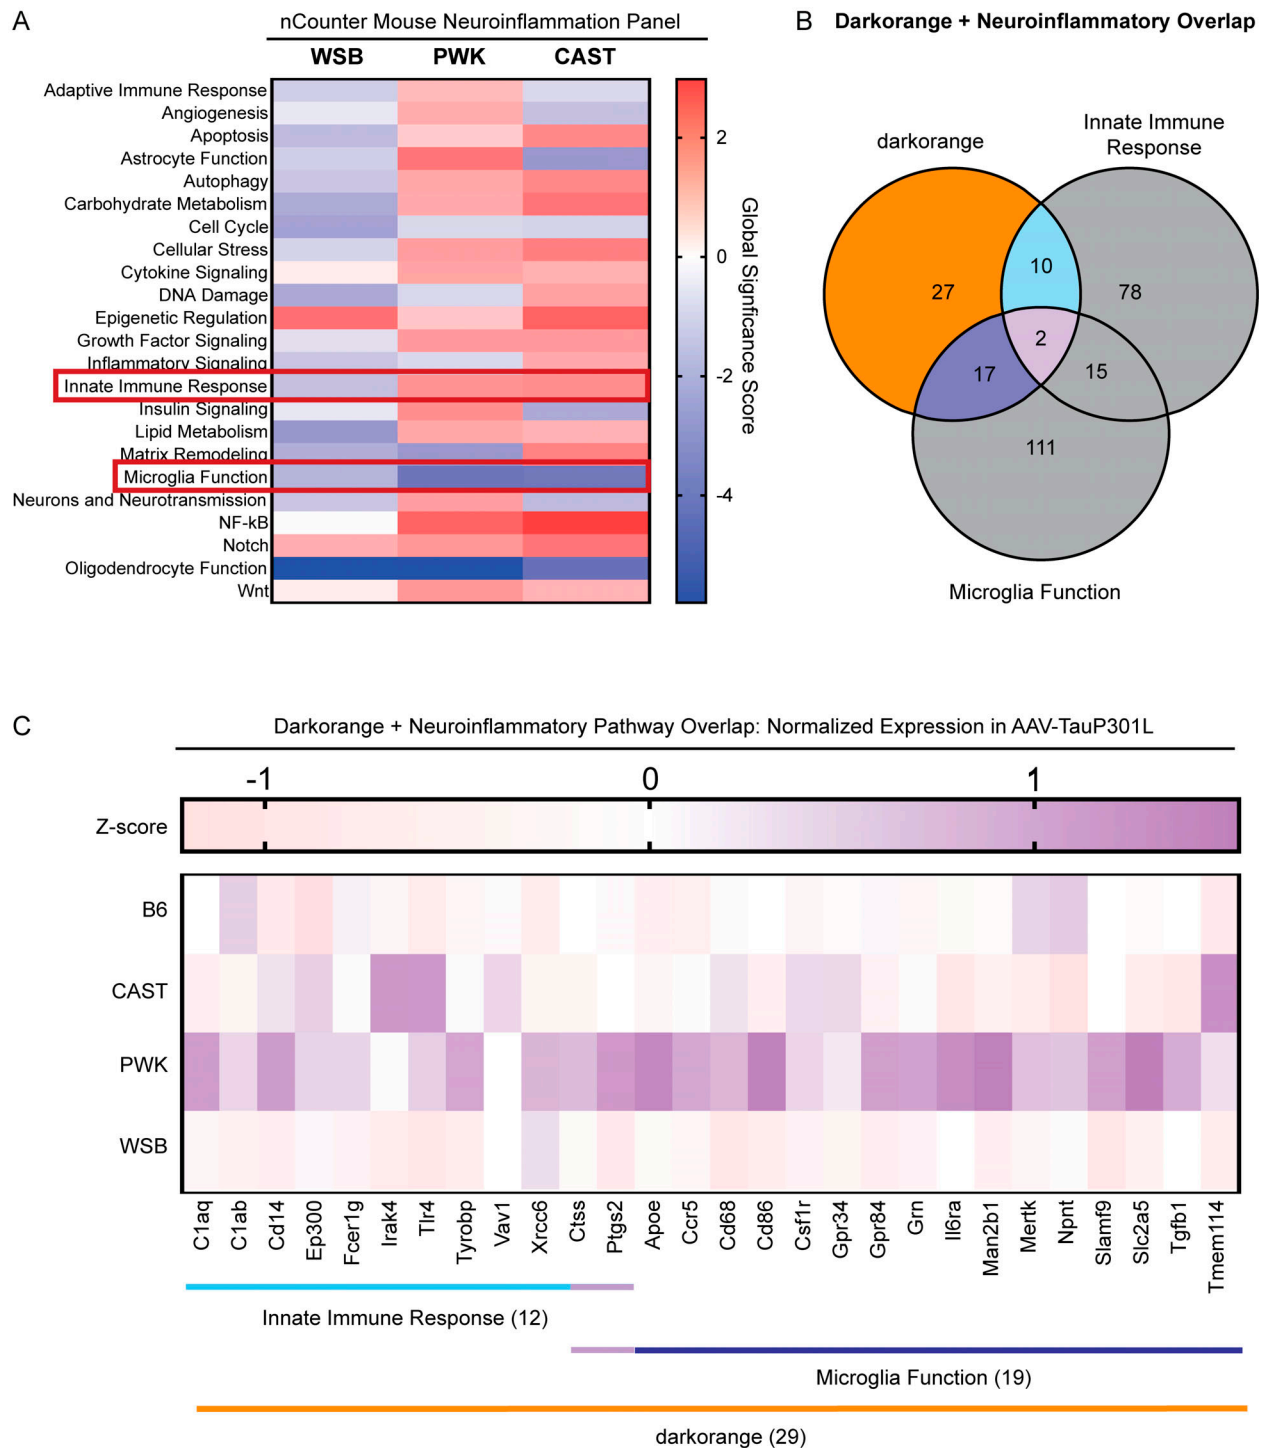 A
nCounter Mouse Neuroinflammation Panel
WSB PWK CAST
Adaptive Immune Response
Angiogenesis
Apoptosis
Astrocyte Function
Autophagy
Carbohydrate Metabolism
Cell Cycle
Cellular Stress
Cytokine Signaling
DNA Damage
Epigenetic Regulation
Growth Factor Signaling
Inflammatory Signaling
Innate Immune Response
Insulin Signaling
Lipid Metabolism
Matrix Remodeling
Microglia Function
Neurons and Neurotransmission
NF-kB
Notch
Oligodendrocyte Function
Wnt
2
0
-2
-4
Global Signficance Score
B
Darkorange + Neuroinflammatory Overlap
darkorange
Innate Immune
Response
10
27
78
2
17
15
111
Microglia Function
C
Darkorange + Neuroinflammatory Pathway Overlap: Normalized Expression in AAV-TauP301L
-1 0 1
Z-score
B6
CAST
PWK
WSB
C1aq
C1ab
Cd14
Ep300
Fcer1g
Irak4
Tlr4
Tyrobp
Vav1
Xrcc6
Ctss
Ptgs2
Apoe
Ccr5
Cd68
Cd86
Csf1r
Gpr34
Gpr84
Grn
Il6ra
Man2b1
Mertk
Npnt
Slamf9
Slc2a5
Tgfb1
Tmem114
Innate Immune Response (12)
Microglia Function (19)
darkorange (29)